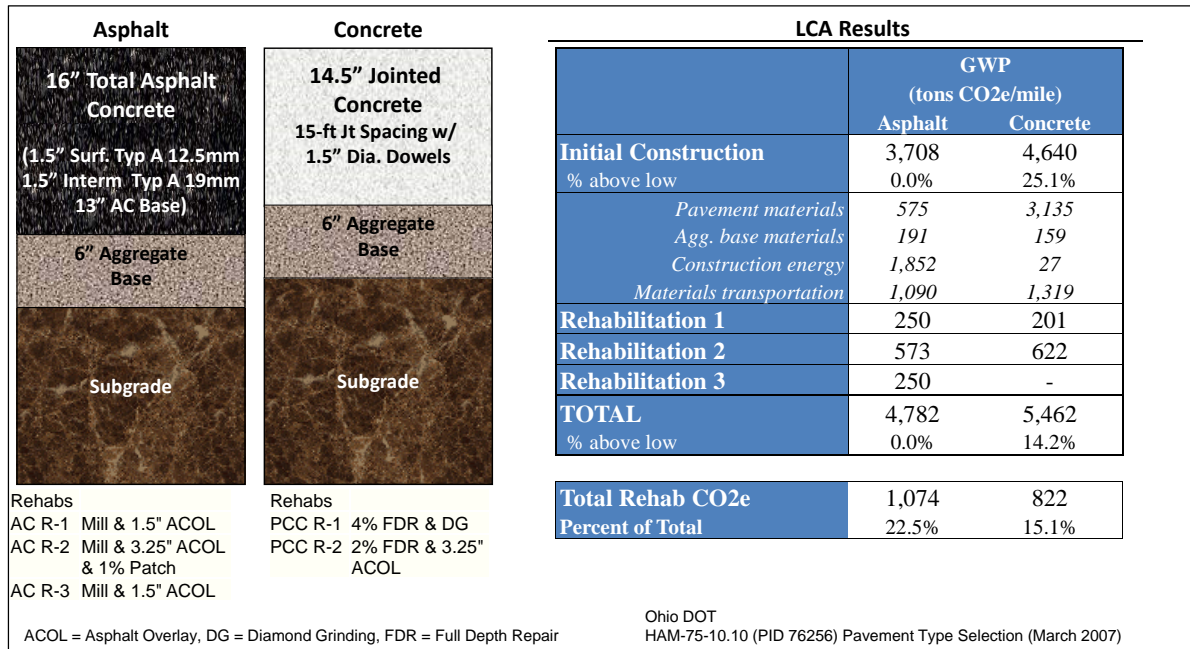 Asphalt
16” Total Asphalt
Concrete
(1.5” Surf. Typ A 12.5mm
1.5” Interm Typ A 19mm
13” AC Base)
6” Aggregate
Base
Subgrade
Rehabs
AC R-1 Mill & 1.5" ACOL
AC R-2 Mill & 3.25" ACOL
& 1% Patch
AC R-3 Mill & 1.5" ACOL
Concrete
14.5” Jointed
Concrete
15-ft Jt Spacing w/
1.5” Dia. Dowels
6” Aggregate
Base
Subgrade
Rehabs
PCC R-1 4% FDR & DG
PCC R-2 2% FDR & 3.25"
ACOL
LCA Results
GWP
(tons CO2e/mile)
Asphalt Concrete
Initial Construction 3,708 4,640
% above low 0.0% 25.1%
Pavement materials 575 3,135
Agg. base materials 191 159
Construction energy 1,852 27
Materials transportation 1,090 1,319
Rehabilitation 1 250 201
Rehabilitation 2 573 622
Rehabilitation 3 250 -
TOTAL 4,782 5,462
% above low 0.0% 14.2%
Total Rehab CO2e 1,074 822
Percent of Total 22.5% 15.1%
ACOL = Asphalt Overlay, DG = Diamond Grinding, FDR = Full Depth Repair
Ohio DOT
HAM-75-10.10 (PID 76256) Pavement Type Selection (March 2007)